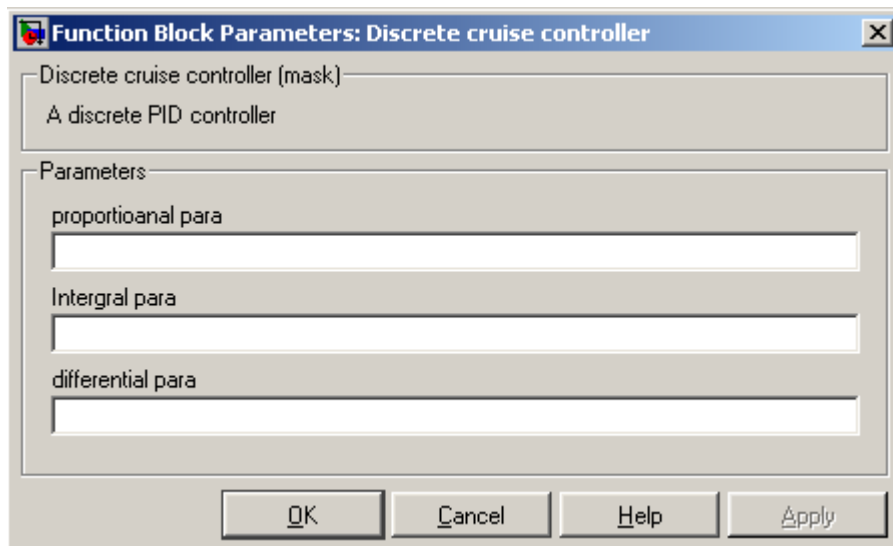 Function Block Parameters: Discrete cruise controller
Discrete cruise controller (mask)
A discrete PID controller
Parameters
proportioanal para
Intergral para
differential para
OK Cancel Help Apply